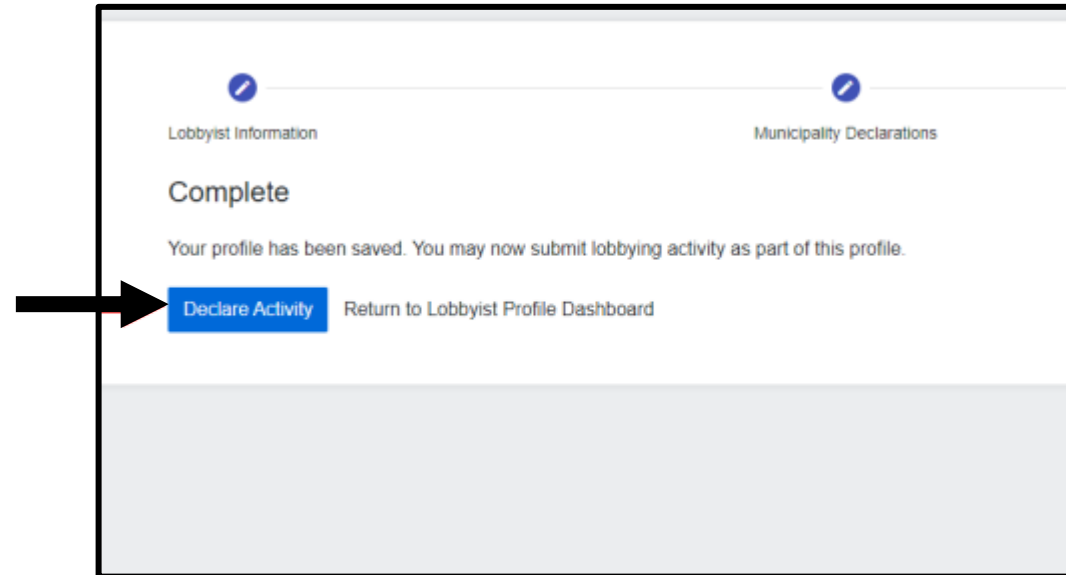 Lobbyist Information
Municipality Declarations
Complete
Your profile has been saved. You may now submit lobbying activity as part of this profile.
Declare Activity
Return to Lobbyist Profile Dashboard